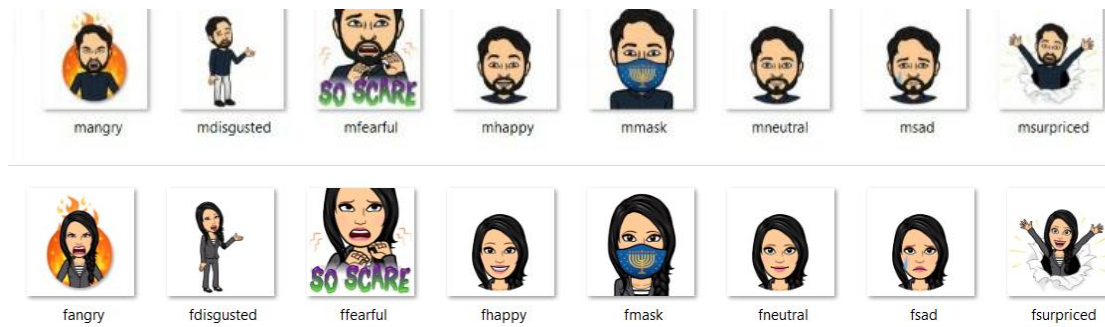 SO SCARE
mangry mdisgusted mfearful mhappy mmask mneutral msad msurpriced
SO SCARE
fangry fdisgusted ffearful fhappy fmask fneutral fsad fsurpriced